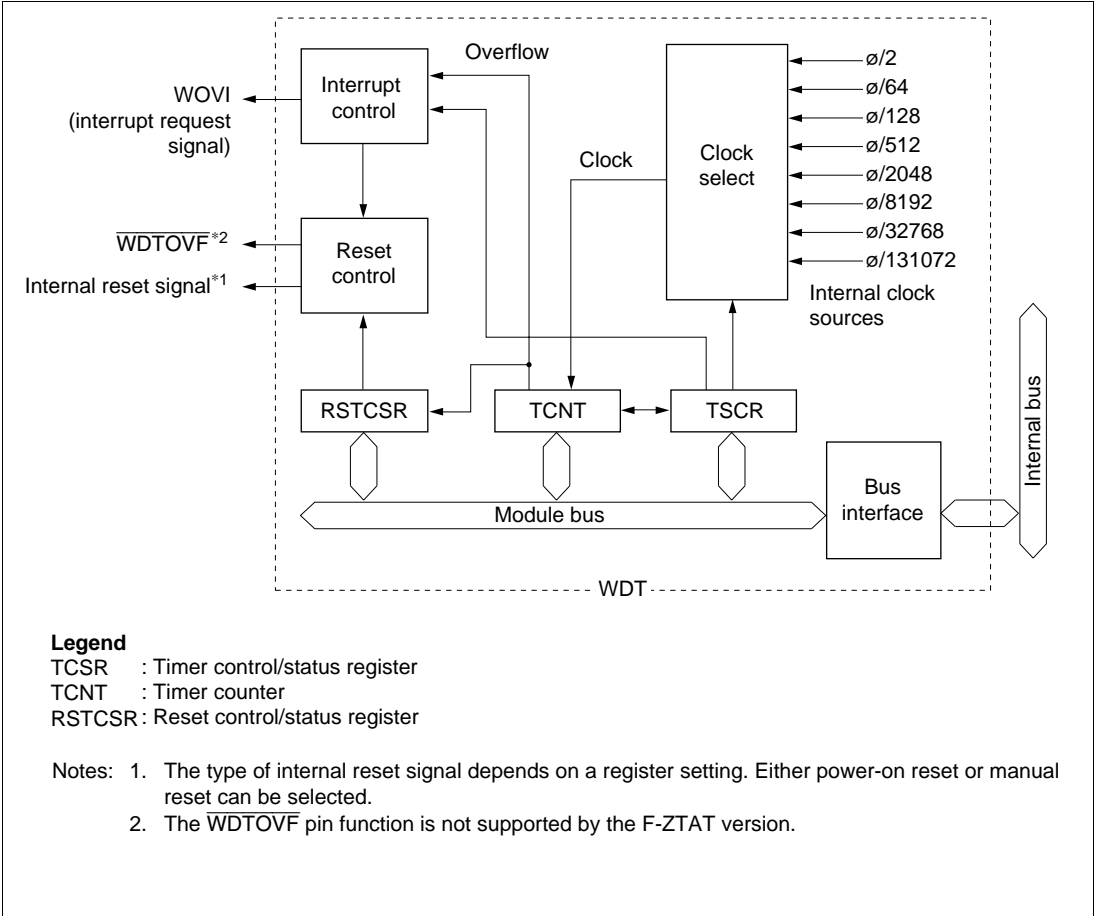 Overflow
WOVI
(interrupt request
signal)
Interrupt
control
Clock
Clock
select
ø/2
ø/64
ø/128
ø/512
ø/2048
ø/8192
ø/32768
ø/131072
Internal clock
sources
WDTOVF*2
Internal reset signal*1
Reset
control
RSTCSR
TCNT
TSCR
Module bus
Bus
interface
Internal bus
WDT
Legend
TCSR : Timer control/status register
TCNT : Timer counter
RSTCSR : Reset control/status register
Notes: 1. The type of internal reset signal depends on a register setting. Either power-on reset or manual
reset can be selected.
2. The WDTOVF pin function is not supported by the F-ZTAT version.